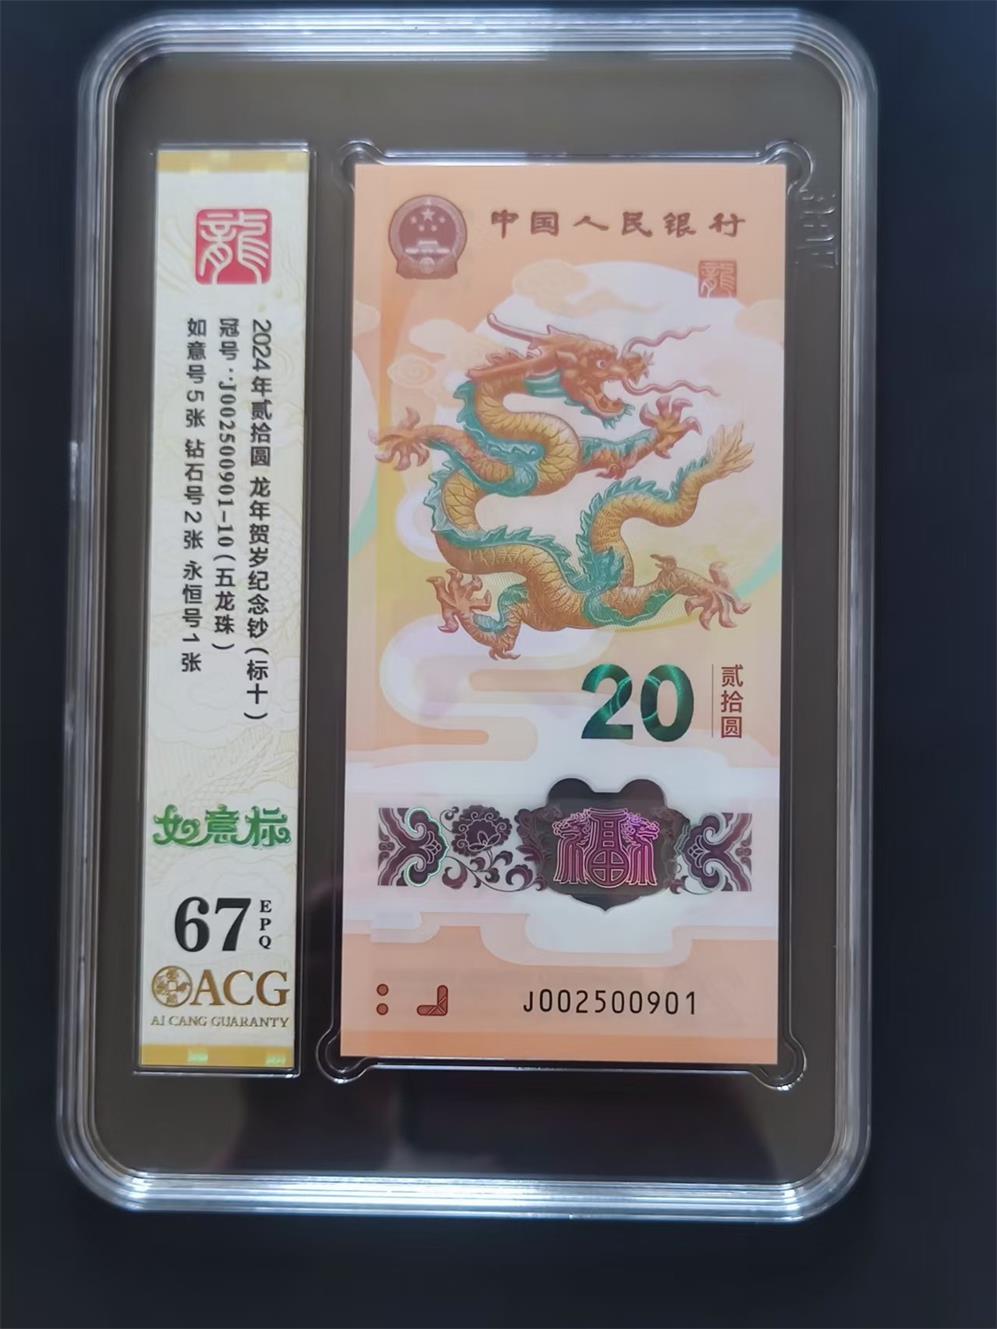 龍
2024年贰拾圆 龙年贺岁纪念钞(标十)
冠号:J002500901-10(五龙珠)
如意号5张 钻石号2张 永恒号1张
如意标
67 EPQ
ACG
AI CANG GUARANTY
中国人民银行
龍
20 贰拾圆
福
J002500901